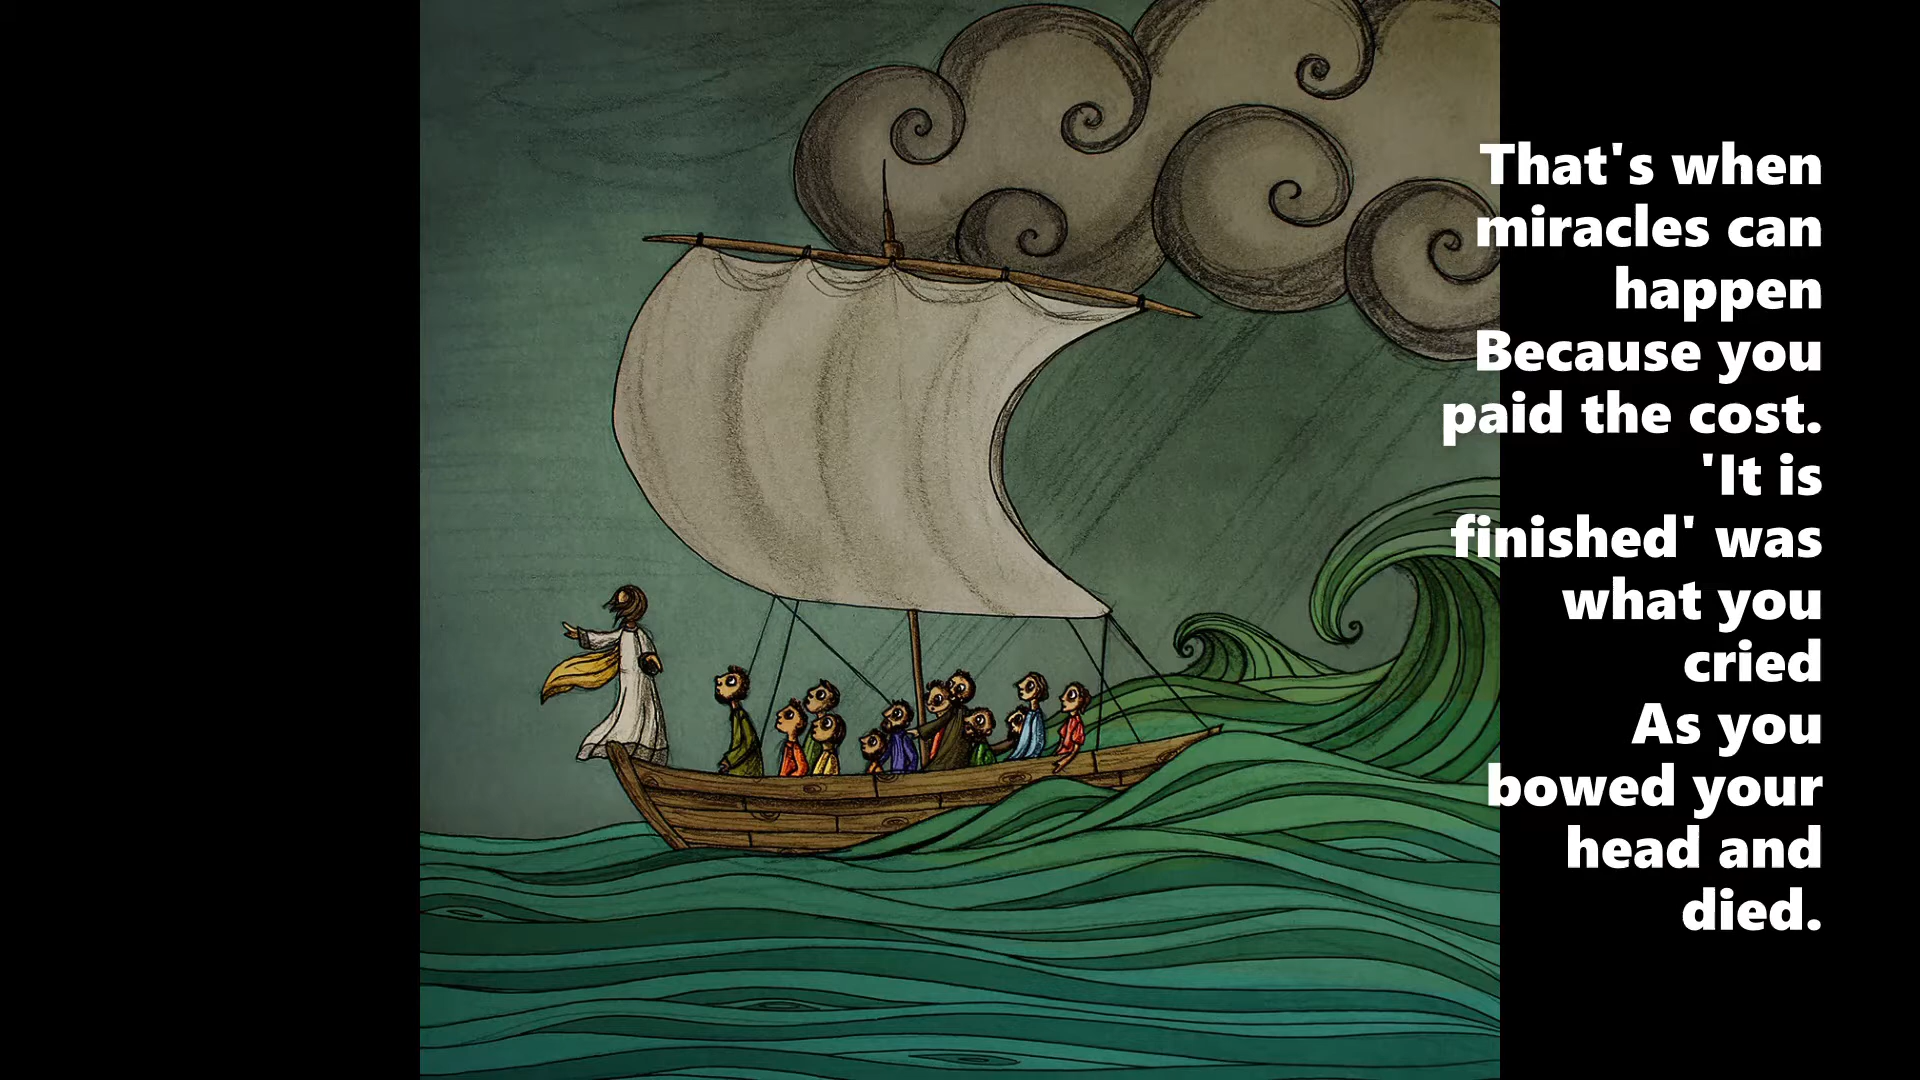 That's when
miracles can
happen
Because you
paid the cost.
'It is
finished' was
what you
cried
As you
bowed your
head and
died.